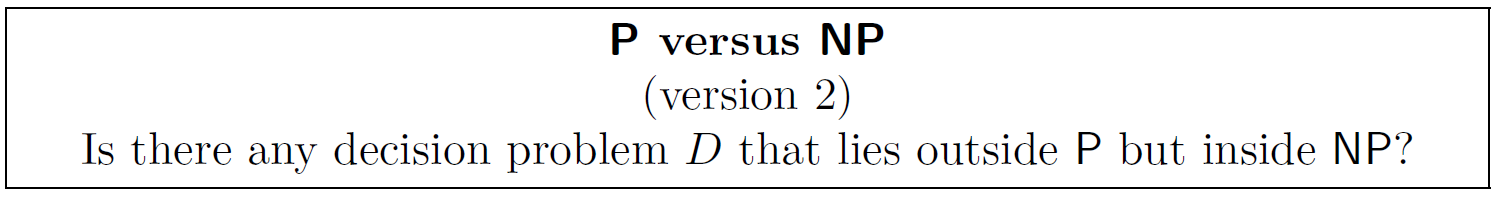 P versus NP
(version 2)
Is there any decision problem D that lies outside P but inside NP?